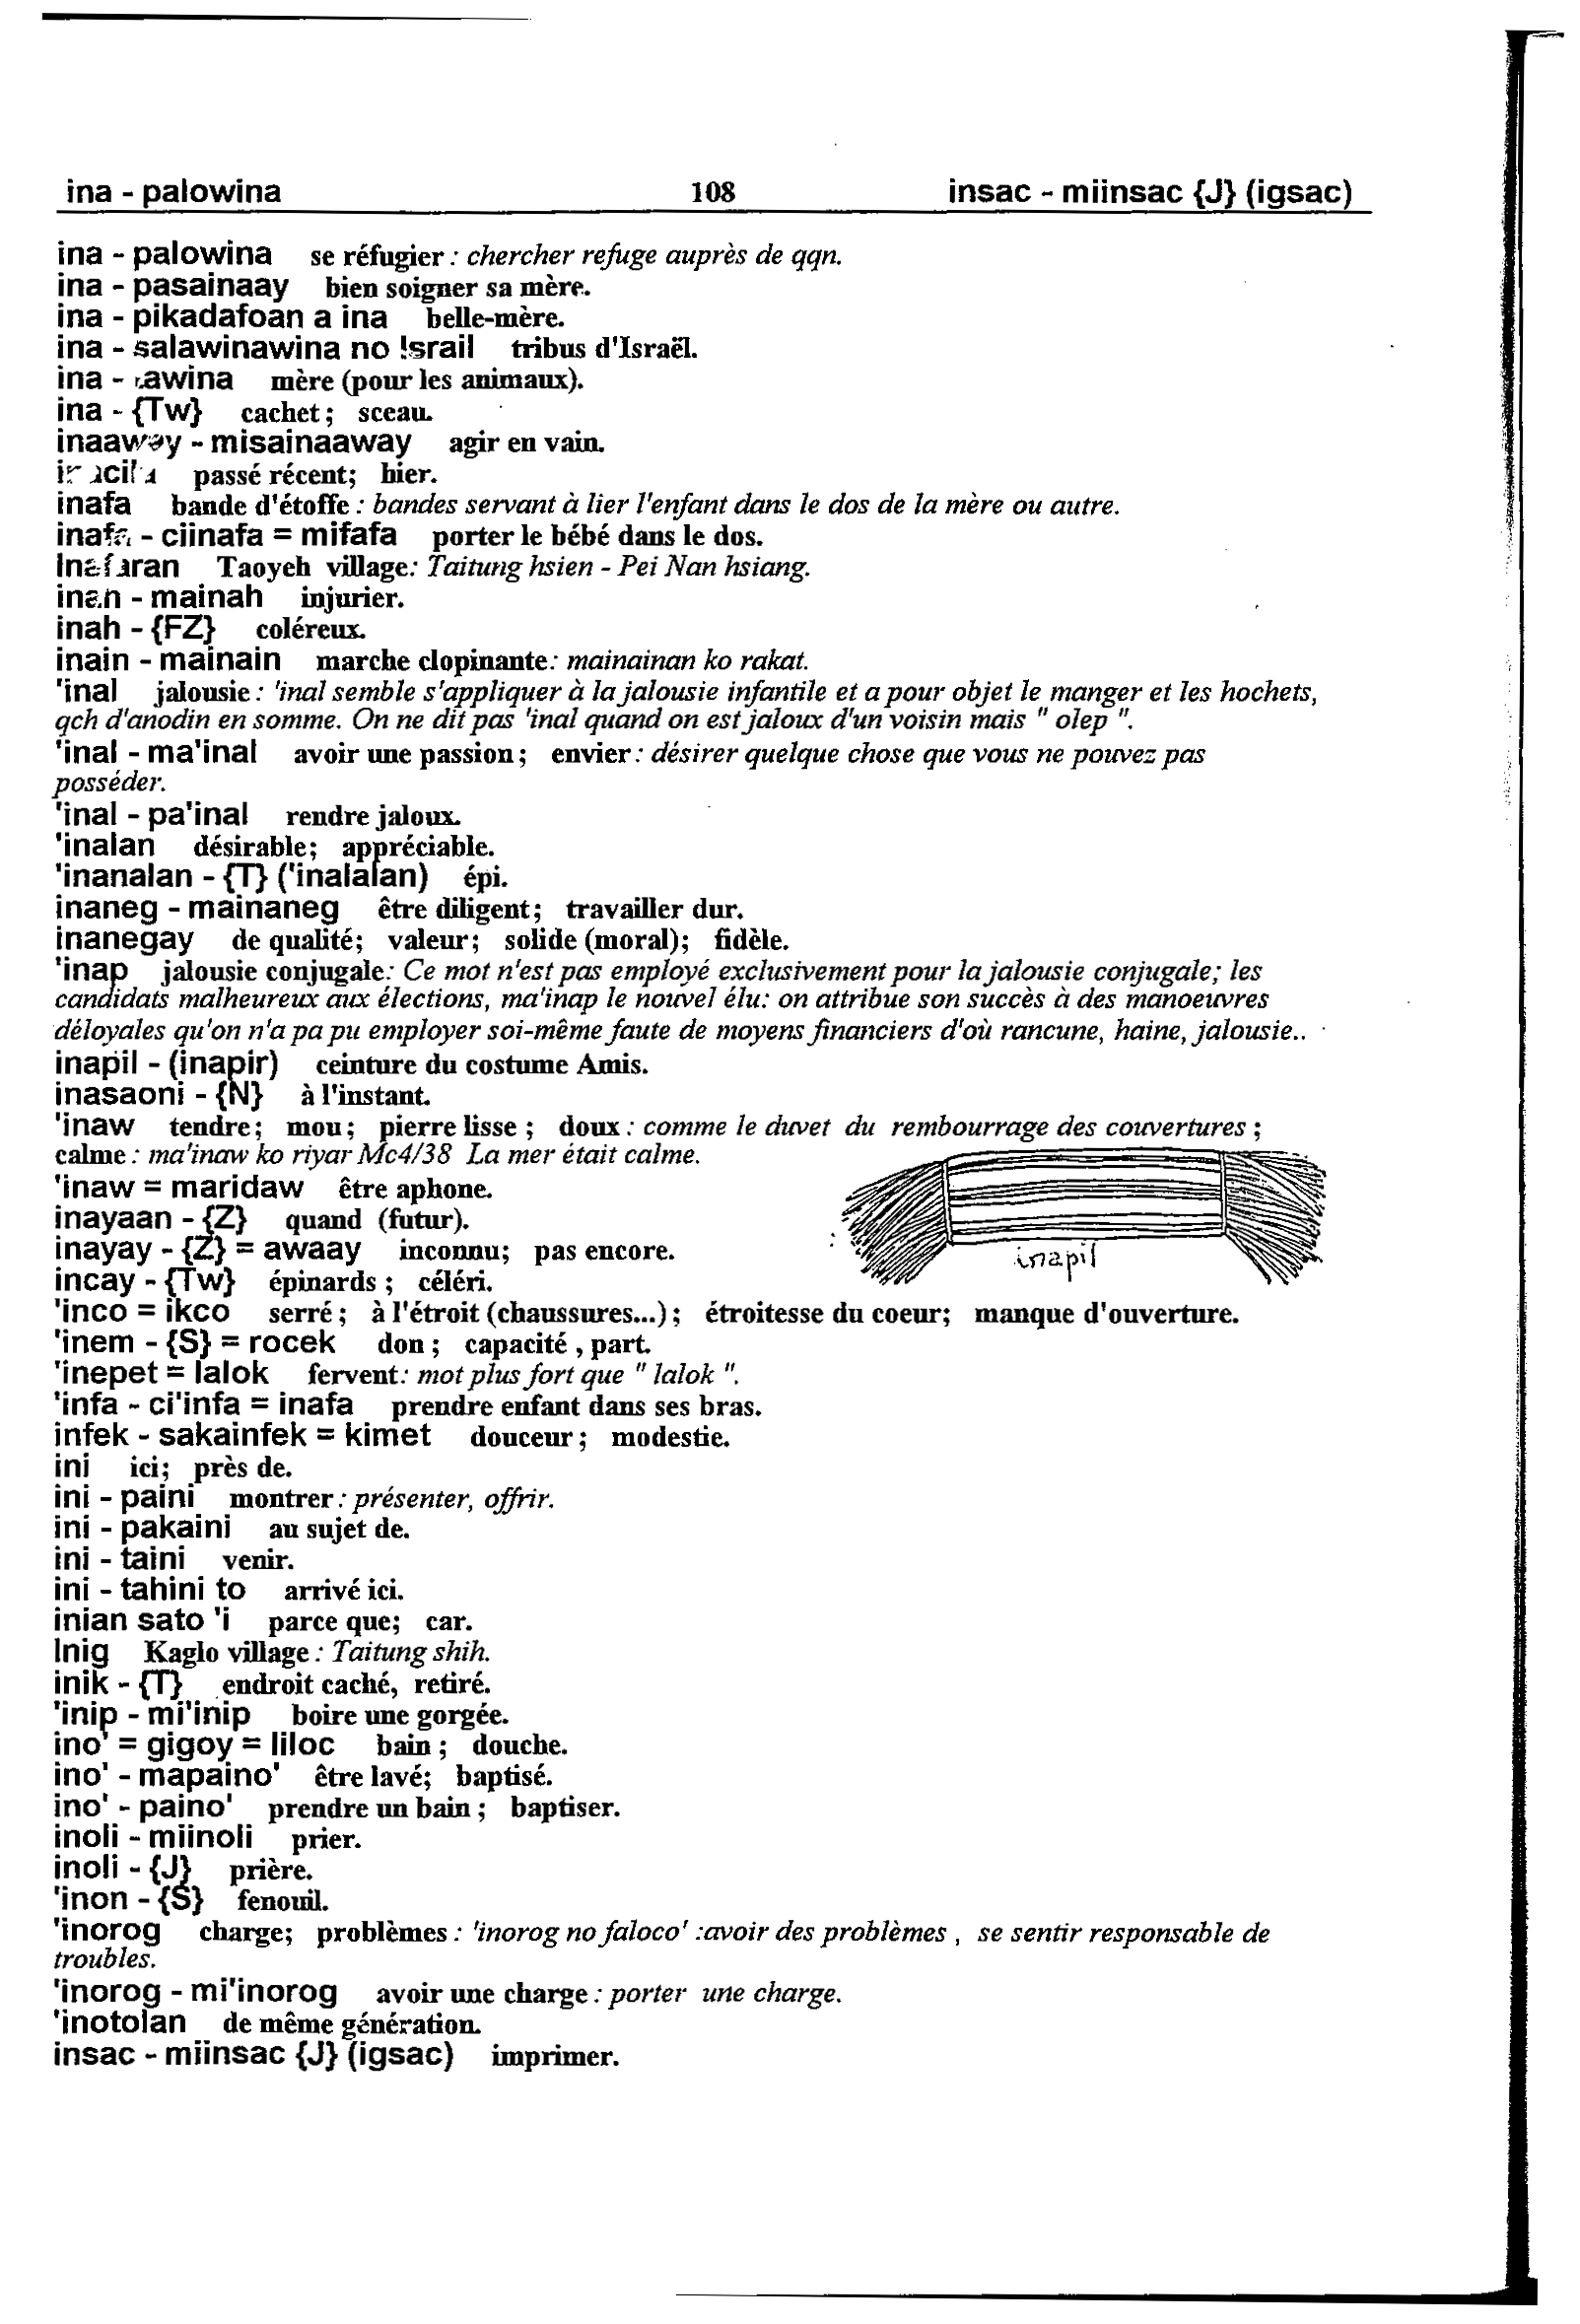 ina - palowina 108 insac - miinsac {J} (igsac)
ina - palowina se réfugier : chercher refuge auprès de qqn.
ina - pasainaay bien soigner sa mère.
ina - pikadafoan a ina belle-mère.
ina - salawinawina no Israil tribus d'Israël.
ina - mère (pour les animaux).
ina - {Tw} cachet ; sceau.
inaaway - misainaaway agir en vain.
passé récent; hier.
inafa bande d'étoffe : bandes servant à lier l'enfant dans le dos de la mère ou autre.
inafa - ciinafa = mifafa porter le bébé dans le dos.
Inafaran Taoyeh village: Taitung hsien - Pei Nan hsiang.
- mainah injurier.
inah - {FZ} coléreux.
inain - mainain marche clopinante: mainainan ko rakat.
'inal jalousie : 'inal semble s'appliquer à la jalousie infantile et a pour objet le manger et les hochets,
qch d'anodin en somme. On ne dit pas 'inal quand on est jaloux d'un voisin mais " olep ".
'inal - ma'inal avoir une passion ; envier : désirer quelque chose que vous ne pouvez pas
posséder.
'inal - pa'inal rendre jaloux.
'inalan désirable; appréciable.
'inanalan - {T} ('inalalan) épi.
inaneg - mainaneg être diligent; travailler dur.
inanegay de qualité; valeur; solide (moral); fidèle.
'inap jalousie conjugale: Ce mot n'est pas employé exclusivement pour la jalousie conjugale; les
candidats malheureux aux élections, ma'inap le nouvel élu: on attribue son succès à des manoeuvres
déloyales qu'on n'a pa pu employer soi-même faute de moyens financiers d'où rancune, haine, jalousie..
inapil - (inapir) ceinture du costume Amis.
inasaoni - {N} à l'instant.
'inaw tendre; mou ; pierre lisse ; doux : comme le duvet du rembourrage des couvertures ;
calme : ma'inaw ko riyar Mc4/38 La mer était calme.
'inaw = maridaw être aphone.
inayaan - {Z} quand (futur).
inayay - {Z} = awaay inconnu; pas encore.
inapil
incay - {Tw} épinards ; céléri.
'inco = ikco serré ; à l'étroit (chaussures...) ; étroitesse du coeur; manque d'ouverture.
'inem - {S} = rocek don ; capacité , part.
'inepet = lalok fervent: mot plus fort que " lalok ".
'infa - ci'infa = inafa prendre enfant dans ses bras.
infek - sakainfek = kimet douceur ; modestie.
ini ici; près de.
ini - paini montrer : présenter, offrir.
ini - pakaini au sujet de.
ini - taini venir.
ini - tahini to arrivé ici.
inian sato 'i parce que; car.
Inig Kaglo village : Taitung shih.
inik - {T} endroit caché, retiré.
'inip - mi'inip boire une gorgée.
ino' = gigoy = liloc bain ; douche.
ino' - mapaino' être lavé; baptisé.
ino' - paino' prendre un bain ; baptiser.
inoli - miinoli prier.
inoli - {J} prière.
'inon - {S} fenouil.
'inorog charge; problèmes : 'inorog no faloco' :avoir des problèmes , se sentir responsable de
troubles.
'inorog - mi'inorog avoir une charge : porter une charge.
'inotolan de même génération.
insac - miinsac {J} (igsac) imprimer.